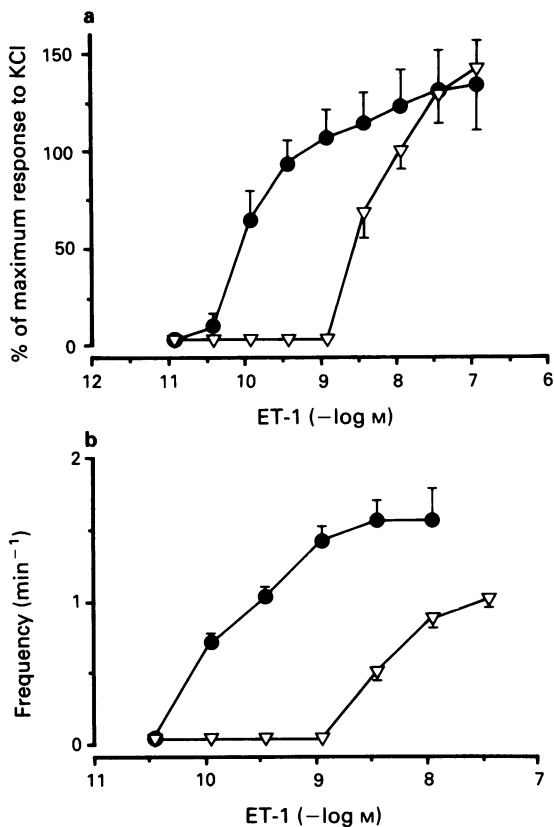 a
% of maximum response to KCl
150
100
50
0
12 11 10 9 8 7 6
ET-1 (−log M)
b
Frequency (min⁻¹)
2
1
0
11 10 9 8 7
ET-1 (−log M)